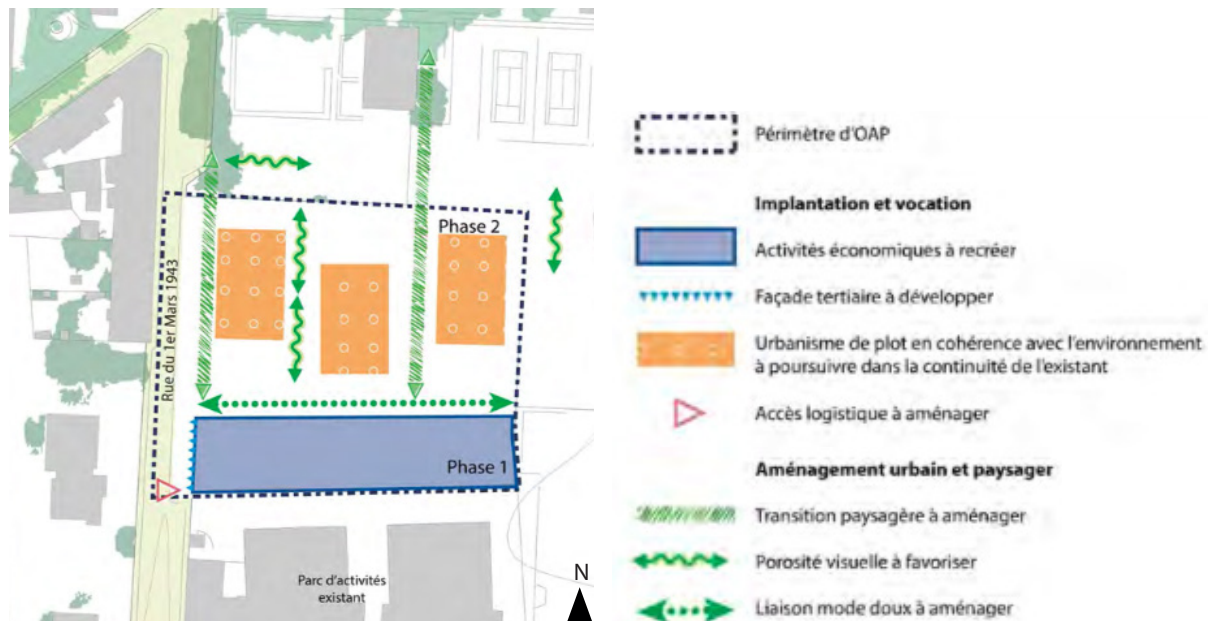 Rue du 1er Mars 1943
Phase 2
Phase 1
Parc d'activités
existant
N
Périmètre d'OAP
Implantation et vocation
Activités économiques à recréer
Façade tertiaire à développer
Urbanisme de plot en cohérence avec l'environnement
à poursuivre dans la continuité de l'existant
Accès logistique à aménager
Aménagement urbain et paysager
Transition paysagère à aménager
Porosité visuelle à favoriser
Liaison mode doux à aménager